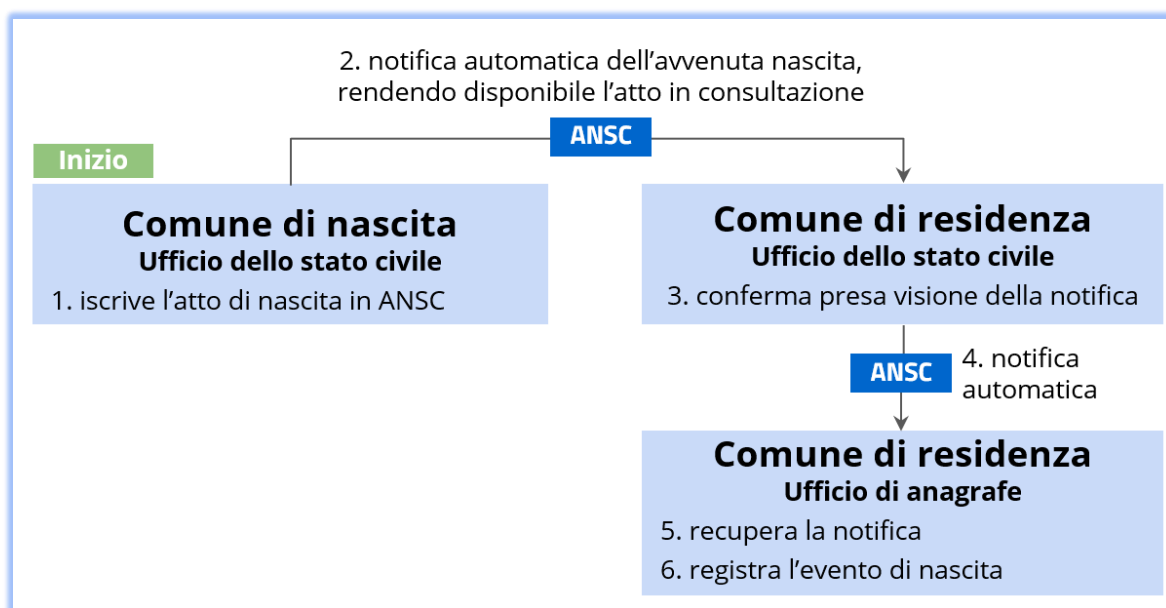 2. notifica automatica dell’avvenuta nascita,
rendendo disponibile l’atto in consultazione
ANSC
Inizio
Comune di nascita
Ufficio dello stato civile
1. iscrive l’atto di nascita in ANSC
Comune di residenza
Ufficio dello stato civile
3. conferma presa visione della notifica
ANSC
4. notifica
automatica
Comune di residenza
Ufficio di anagrafe
5. recupera la notifica
6. registra l’evento di nascita